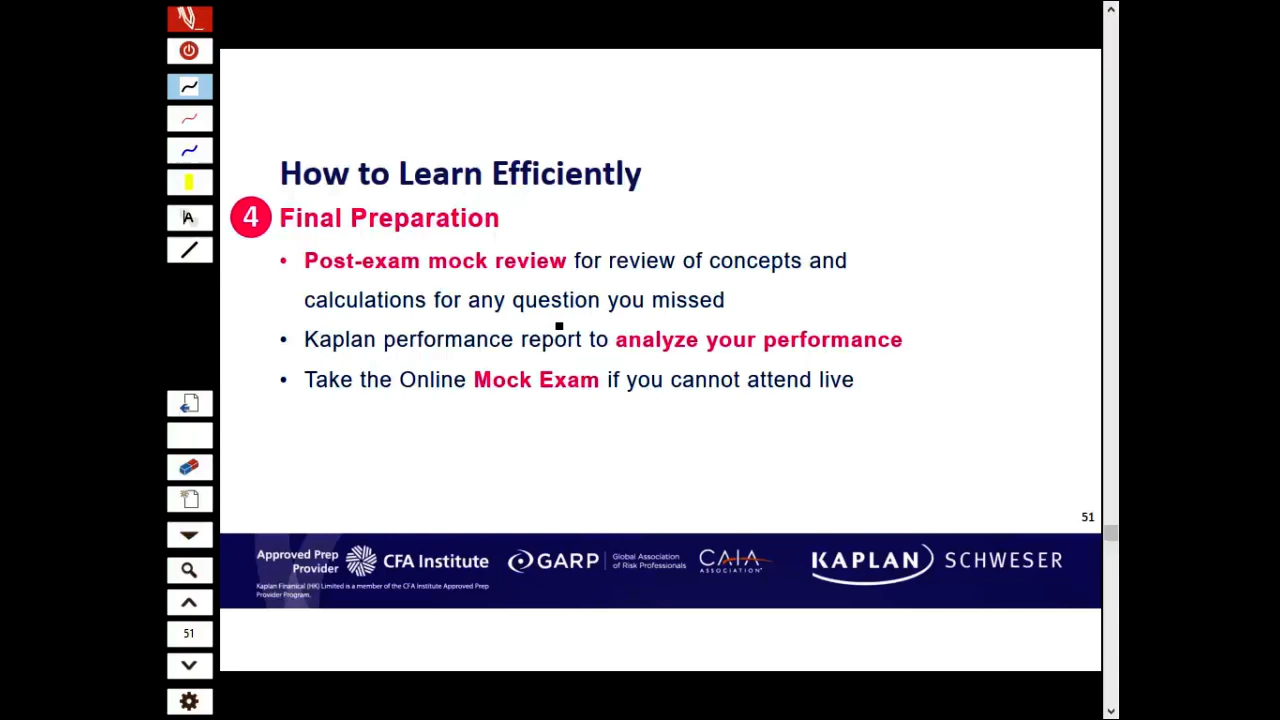 How to Learn Efficiently
4 Final Preparation
• Post-exam mock review for review of concepts and
calculations for any question you missed
• Kaplan performance report to analyze your performance
• Take the Online Mock Exam if you cannot attend live
51
Approved Prep
Provider
CFA Institute
Kaplan Finanical (HK) Limited is a member of the CFA Institute Approved Prep
Provider Program.
GARP
Global Association
of Risk Professionals
CAIA
ASSOCIATION
KAPLAN SCHWESER
A
51